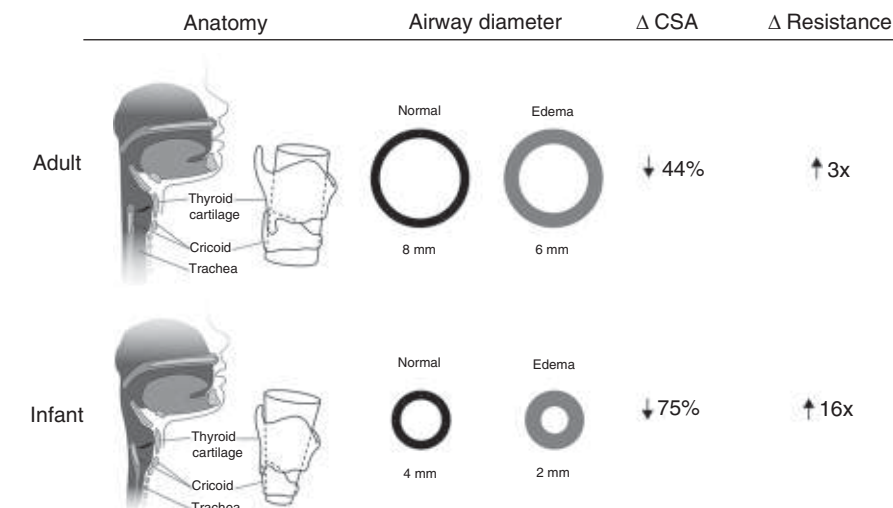 Anatomy Airway diameter Δ CSA Δ Resistance
Normal Edema
Adult ↓ 44% ↑ 3x
Thyroid
cartilage
Cricoid
Trachea
8 mm 6 mm
Normal Edema
Infant ↓ 75% ↑ 16x
Thyroid
cartilage
Cricoid
Trachea
4 mm 2 mm